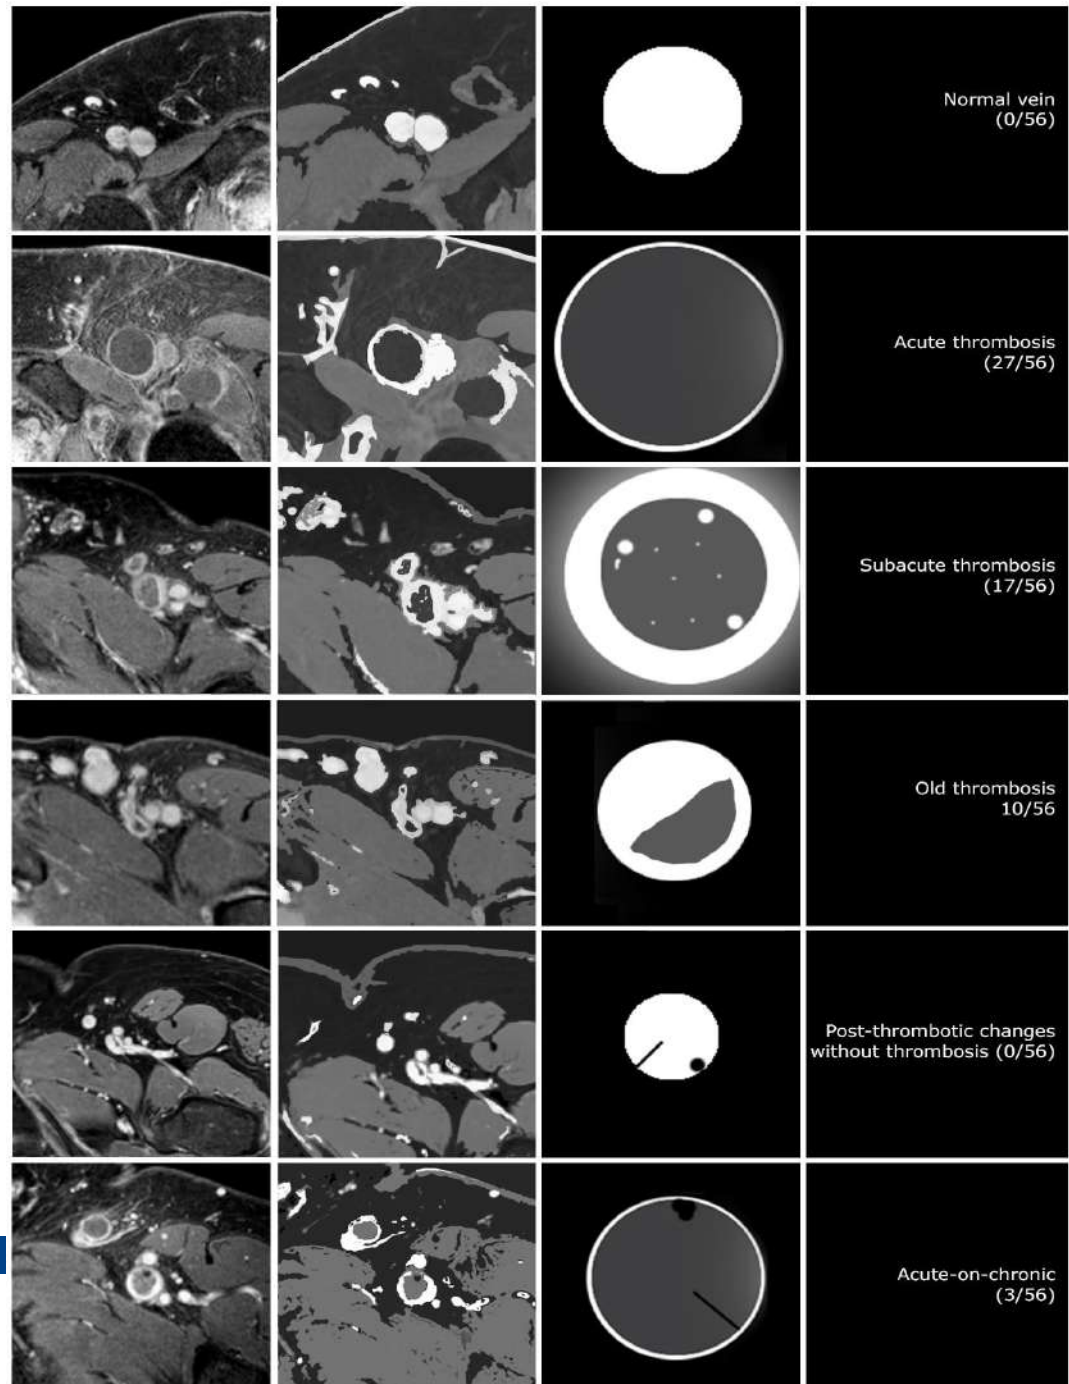 Normal vein
(0/56)
Acute thrombosis
(27/56)
Subacute thrombosis
(17/56)
Old thrombosis
10/56
Post-thrombotic changes
without thrombosis (0/56)
Acute-on-chronic
(3/56)